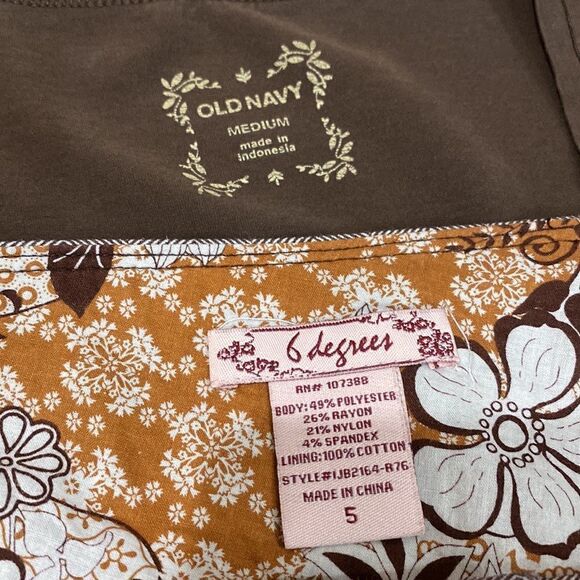 OLD NAVY
MEDIUM
made in
Indonesia
6 degrees
RN# 107388
BODY: 49% POLYESTER
26% RAYON
21% NYLON
4% SPANDEX
LINING: 100% COTTON
STYLE#IJB2164-R76
MADE IN CHINA
5